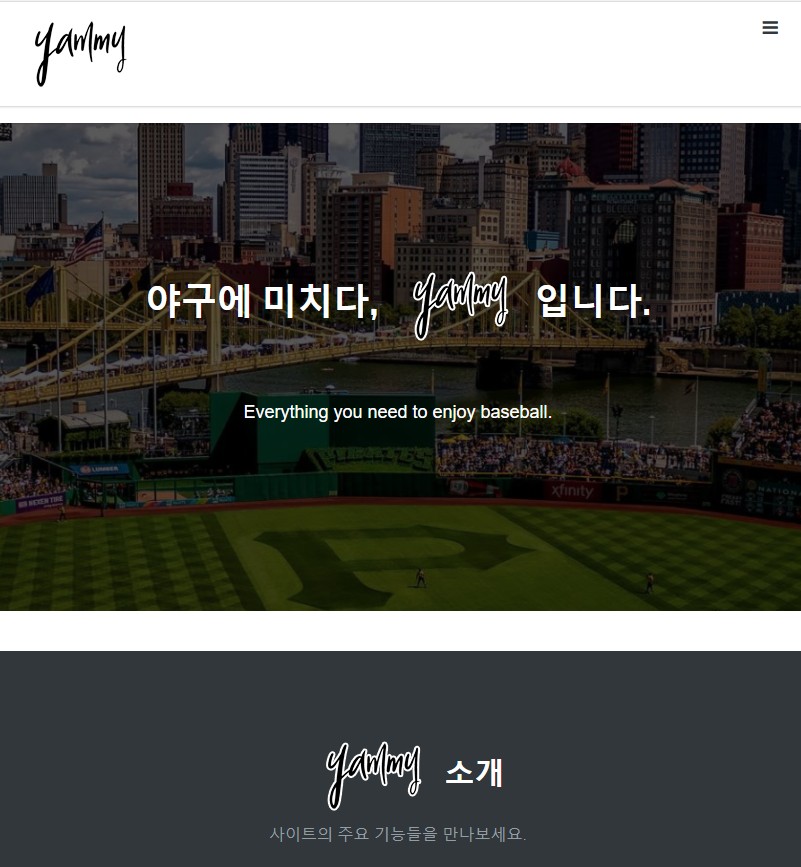 yammy
야구에 미치다, yammy 입니다.
Everything you need to enjoy baseball.
xfinity
P
yammy 소개
사이트의 주요 기능들을 만나보세요.